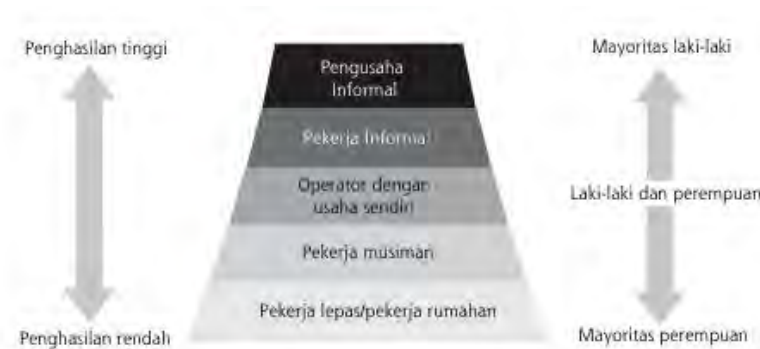 Penghasilan tinggi
Penghasilan rendah
Pengusaha
Informal
Pekerja Informal
Operator dengan
usaha sendiri
Pekerja musiman
Pekerja lepas/pekerja rumahan
Mayoritas laki-laki
Laki-laki dan perempuan
Mayoritas perempuan